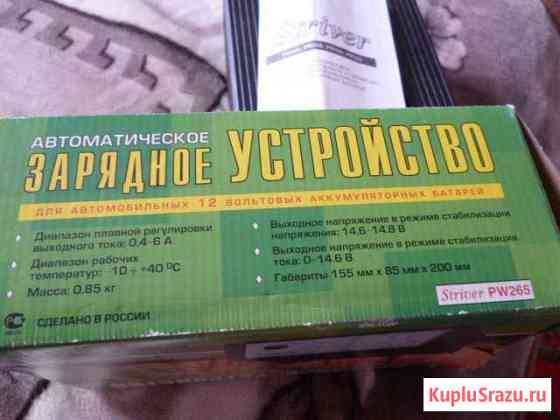 Striver
АВТОМАТИЧЕСКОЕ
ЗАРЯДНОЕ УСТРОЙСТВО
ДЛЯ АВТОМОБИЛЬНЫХ 12 ВОЛЬТОВЫХ АККУМУЛЯТОРНЫХ БАТАРЕЙ
Диапазон плавной регулировки
выходного тока: 0,4-6 А
Диапазон рабочих
температур: -10 ÷ +40 °С
Масса: 0,85 кг
Выходное напряжение в режиме стабилизации
напряжения: 14.6-14.8 В
Выходное напряжение в режиме стабилизации
тока: 0-14.6 В
Габариты 155 мм х 85 мм х 200 мм
Striver PW265
СДЕЛАНО В РОССИИ
KupluSrazu.ru